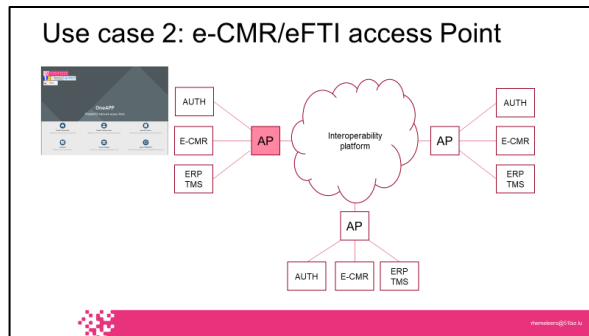 Use case 2: e-CMR/eFTI access Point
OneAPP
AUTH
E-CMR
ERP
TMS
AP
Interoperability
platform
AP
AUTH
E-CMR
ERP
TMS
AP
AUTH
E-CMR
ERP
TMS